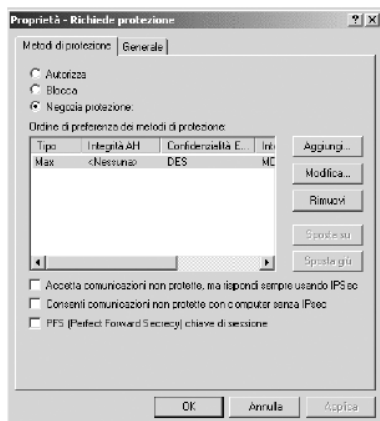 Proprietà - Richiede protezione
Metodi di protezione
Generale
Autorizza
Blocca
Negozia protezione:
Ordine di preferenza dei metodi di protezione:
Tipo Integrità AH Confidenzialità E... Inte
Max <Nessuna> DES MD
Aggiungi...
Modifica...
Rimuovi
Sposta su
Sposta giù
Accetta comunicazioni non protette, ma rispondi sempre usando IPSec
Consenti comunicazioni non protette con computer senza IPsec
PFS (Perfect Forward Secrecy) chiave di sessione
OK Annulla Applica